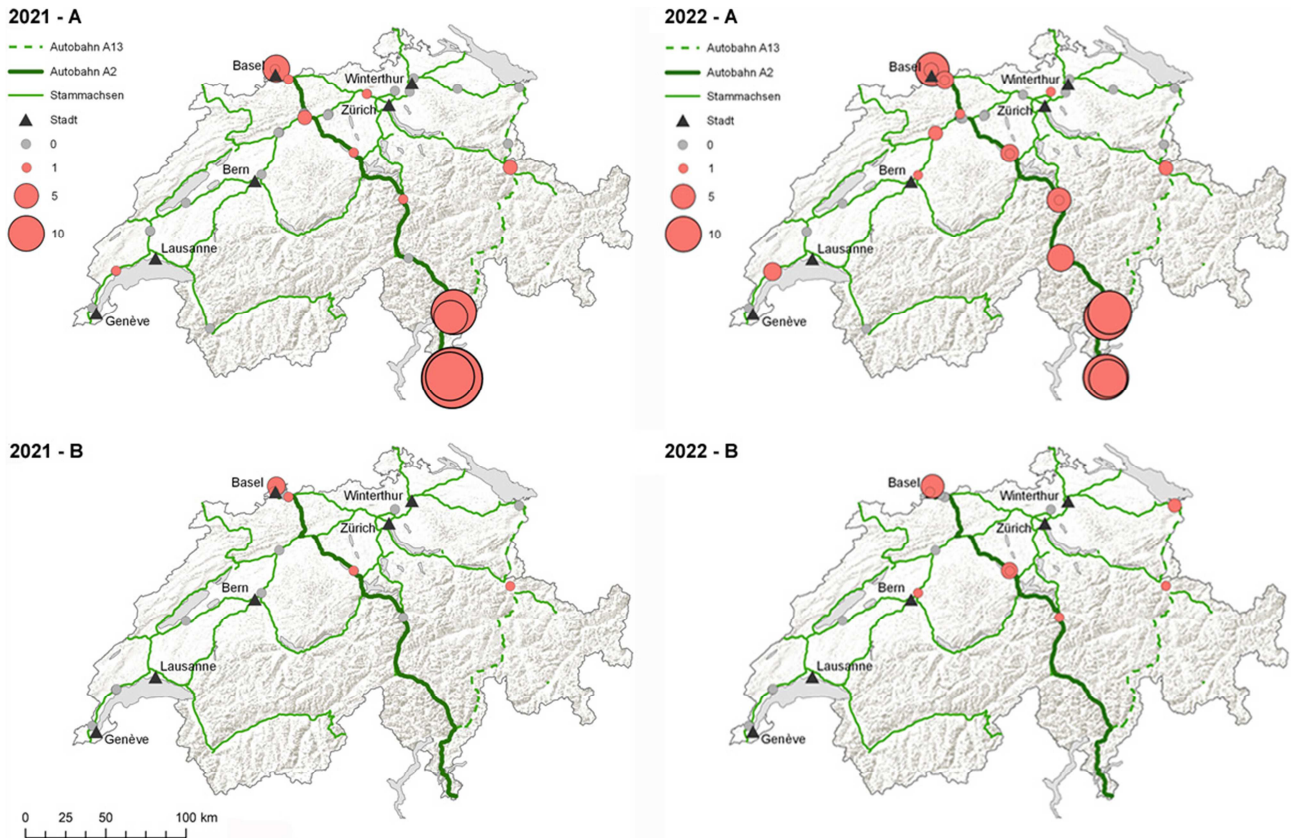 2021 - A
Autobahn A13
Autobahn A2
Stammachsen
Stadt
0
1
5
10
Basel
Winterthur
Zürich
Bern
Lausanne
Genève
2022 - A
Autobahn A13
Autobahn A2
Stammachsen
Stadt
0
1
5
10
Basel
Winterthur
Zürich
Bern
Lausanne
Genève
2021 - B
Basel
Winterthur
Zürich
Bern
Lausanne
Genève
0 25 50 100 km
2022 - B
Basel
Winterthur
Zürich
Bern
Lausanne
Genève